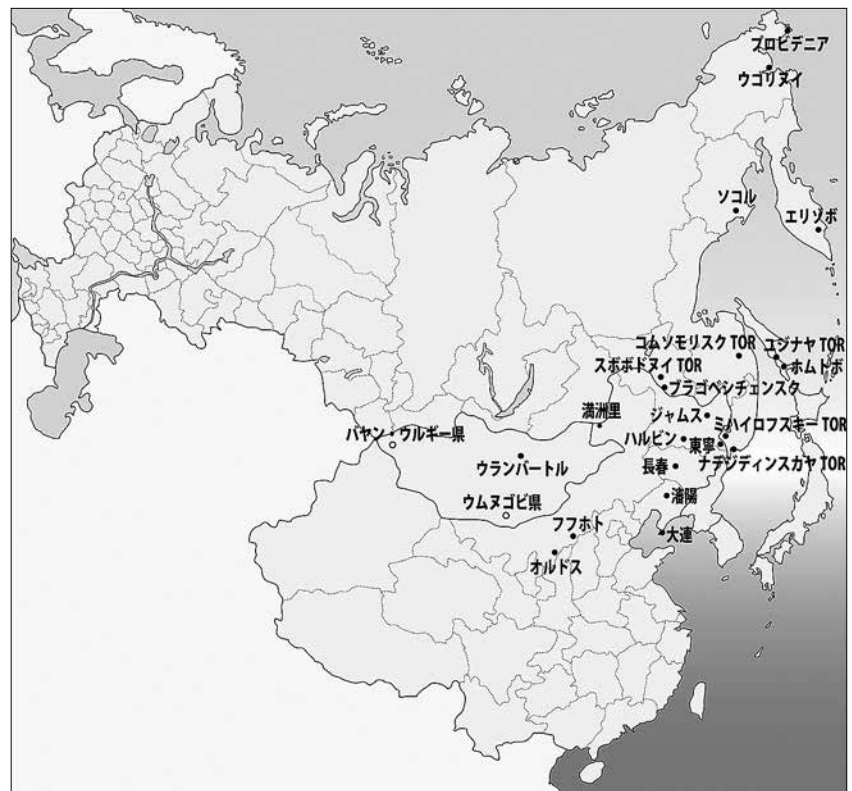 プロビデニア
ウゴリヌイ
ソコル
エリゾボ
コムソモリスク TOR
ユジナヤ TOR
スボボドヌイ TOR
ホムトボ
ブラゴベシチェンスク
満洲里
ジャムス
ミハイロフスキー TOR
バヤン・ウルギー県
ハルビン
東寧
ウランバートル
長春
ナデジディンスカヤ TOR
ウムヌゴビ県
瀋陽
フフホト
大連
オルドス